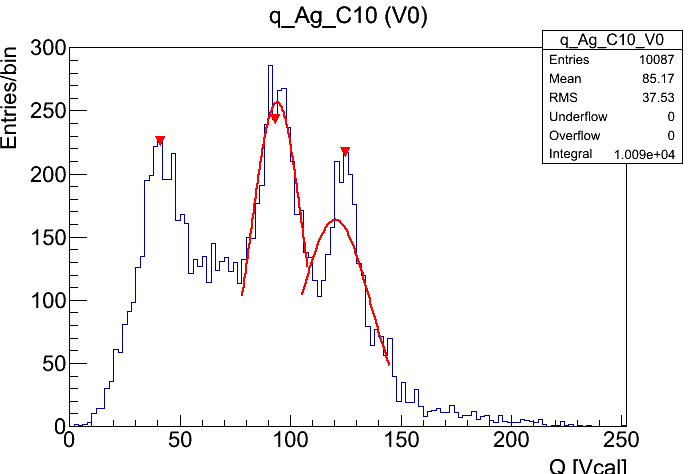 q_Ag_C10 (V0)
q_Ag_C10_V0
Entries 10087
Mean 85.17
RMS 37.53
Underflow 0
Overflow 0
Integral 1.009e+04
Entries/bin
300
250
200
150
100
50
0
0 50 100 150 200 250
Q [Vcal]